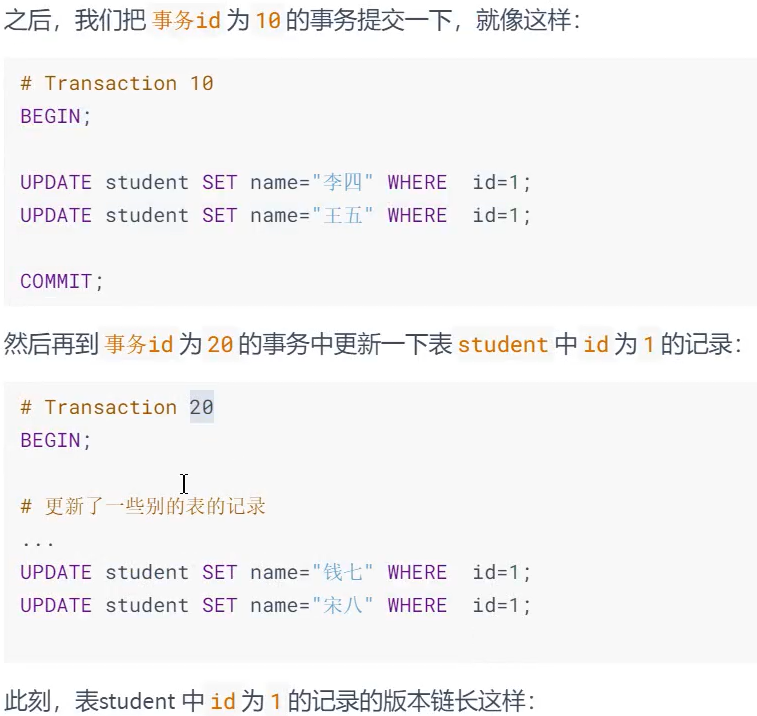 之后，我们把 事务id 为 10 的事务提交一下，就像这样：
# Transaction 10
BEGIN;
UPDATE student SET name="李四" WHERE  id=1;
UPDATE student SET name="王五" WHERE  id=1;
COMMIT;
然后再到 事务id 为 20 的事务中更新一下表 student 中 id 为 1 的记录：
# Transaction 20
BEGIN;
# 更新了一些别的表的记录
...
UPDATE student SET name="钱七" WHERE  id=1;
UPDATE student SET name="宋八" WHERE  id=1;
此刻，表student 中 id 为 1 的记录的版本链长这样：